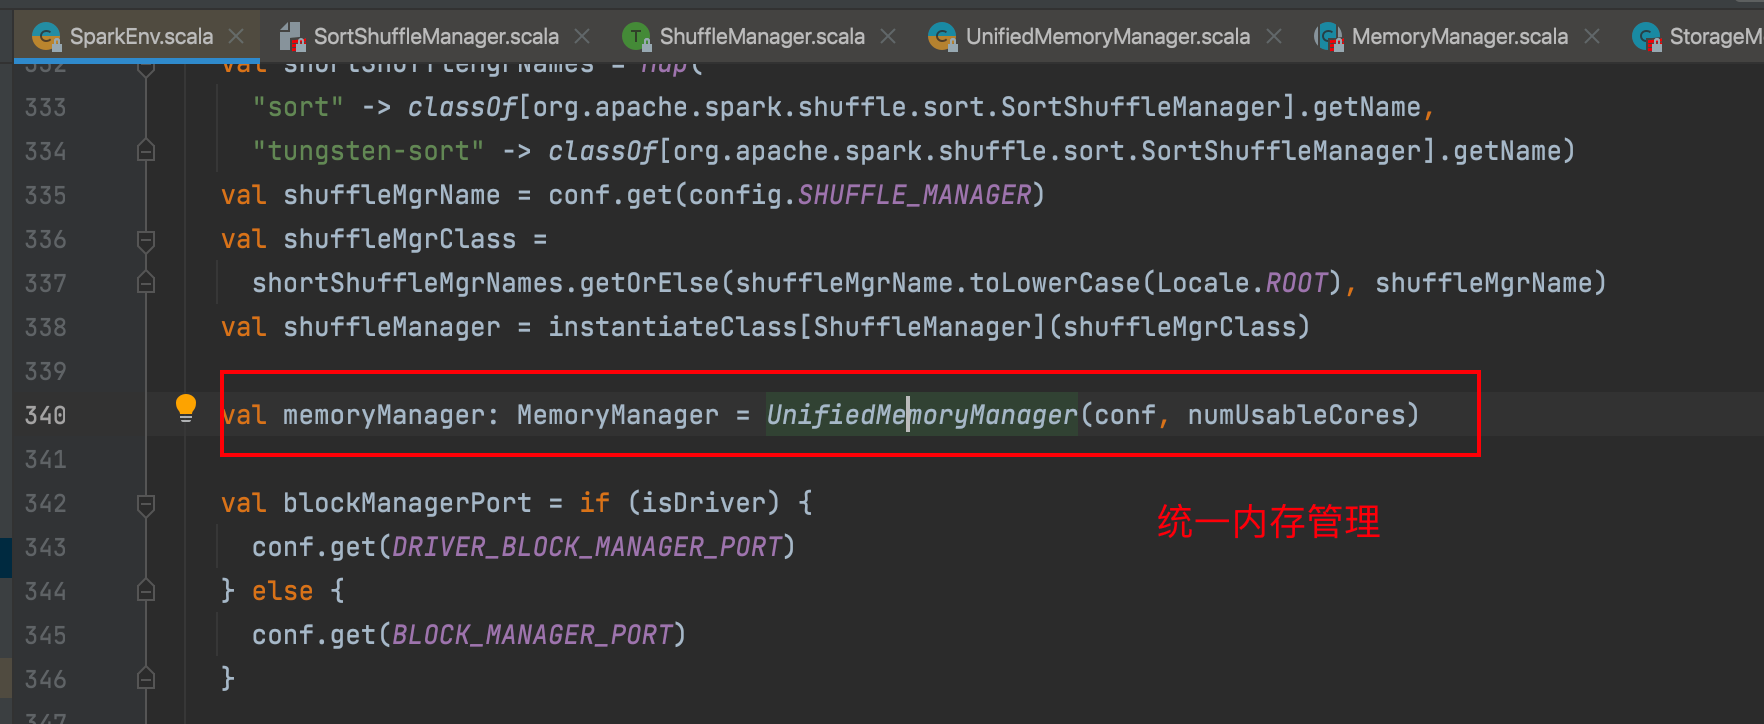 SparkEnv.scala SortShuffleManager.scala ShuffleManager.scala UnifiedMemoryManager.scala MemoryManager.scala StorageM
332 val shortShuffleMgrNames = Map(
333 "sort" -> classOf[org.apache.spark.shuffle.sort.SortShuffleManager].getName,
334 "tungsten-sort" -> classOf[org.apache.spark.shuffle.sort.SortShuffleManager].getName)
335 val shuffleMgrName = conf.get(config.SHUFFLE_MANAGER)
336 val shuffleMgrClass =
337 shortShuffleMgrNames.getOrElse(shuffleMgrName.toLowerCase(Locale.ROOT), shuffleMgrName)
338 val shuffleManager = instantiateClass[ShuffleManager](shuffleMgrClass)
339
340 val memoryManager: MemoryManager = UnifiedMemoryManager(conf, numUsableCores)
341
342 val blockManagerPort = if (isDriver) {
统一内存管理
343 conf.get(DRIVER_BLOCK_MANAGER_PORT)
344 } else {
345 conf.get(BLOCK_MANAGER_PORT)
346 }
347